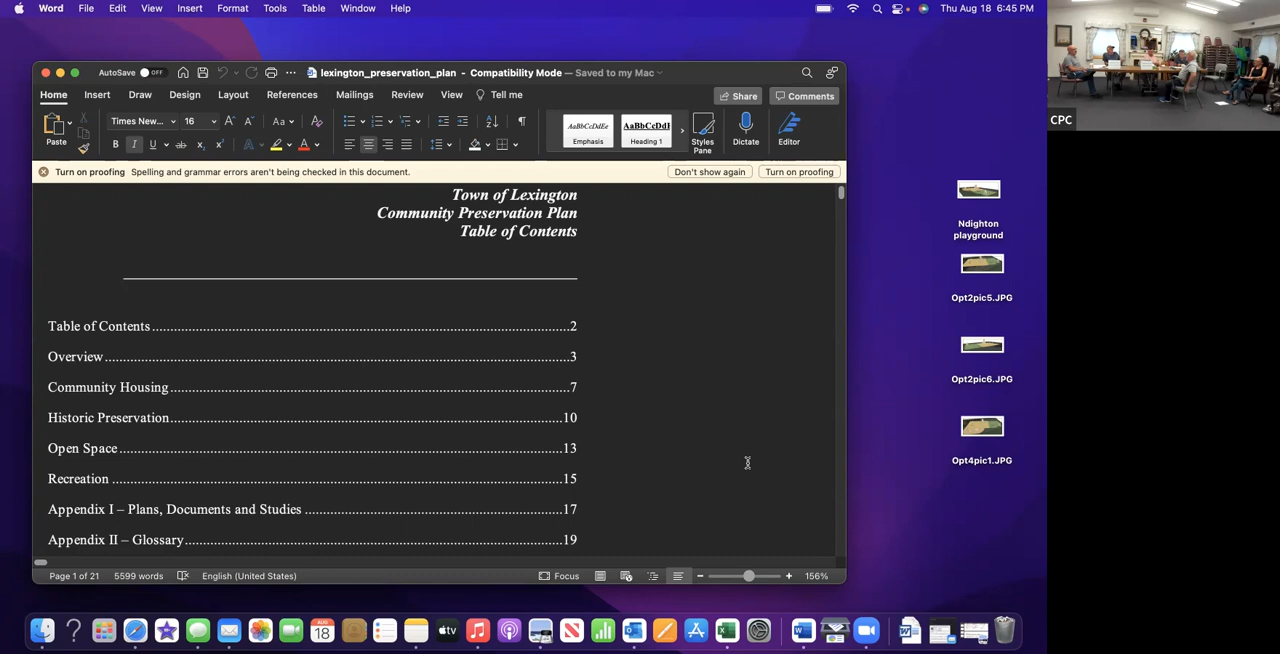 Word File Edit View Insert Format Tools Table Window Help Thu Aug 18 6:45 PM
AutoSave OFF lexington_preservation_plan - Compatibility Mode — Saved to my Mac
Home Insert Draw Design Layout References Mailings Review View Tell me Share Comments
Times New... 16 Aa
Paste B I U ab x₂ x² A A
AaBbCcDdEe AaBbCcDdI
Emphasis Heading 1 Styles Pane Dictate Editor
Turn on proofing Spelling and grammar errors aren't being checked in this document. Don't show again Turn on proofing
Town of Lexington
Community Preservation Plan
Table of Contents
Table of Contents ... 2
Overview ... 3
Community Housing ... 7
Historic Preservation ... 10
Open Space ... 13
Recreation ... 15
Appendix I – Plans, Documents and Studies ... 17
Appendix II – Glossary ... 19
Page 1 of 21 5599 words English (United States) Focus 156%
CPC
Ndighton
playground
Opt2pic5.JPG
Opt2pic6.JPG
Opt4pic1.JPG
AUG
18
tv